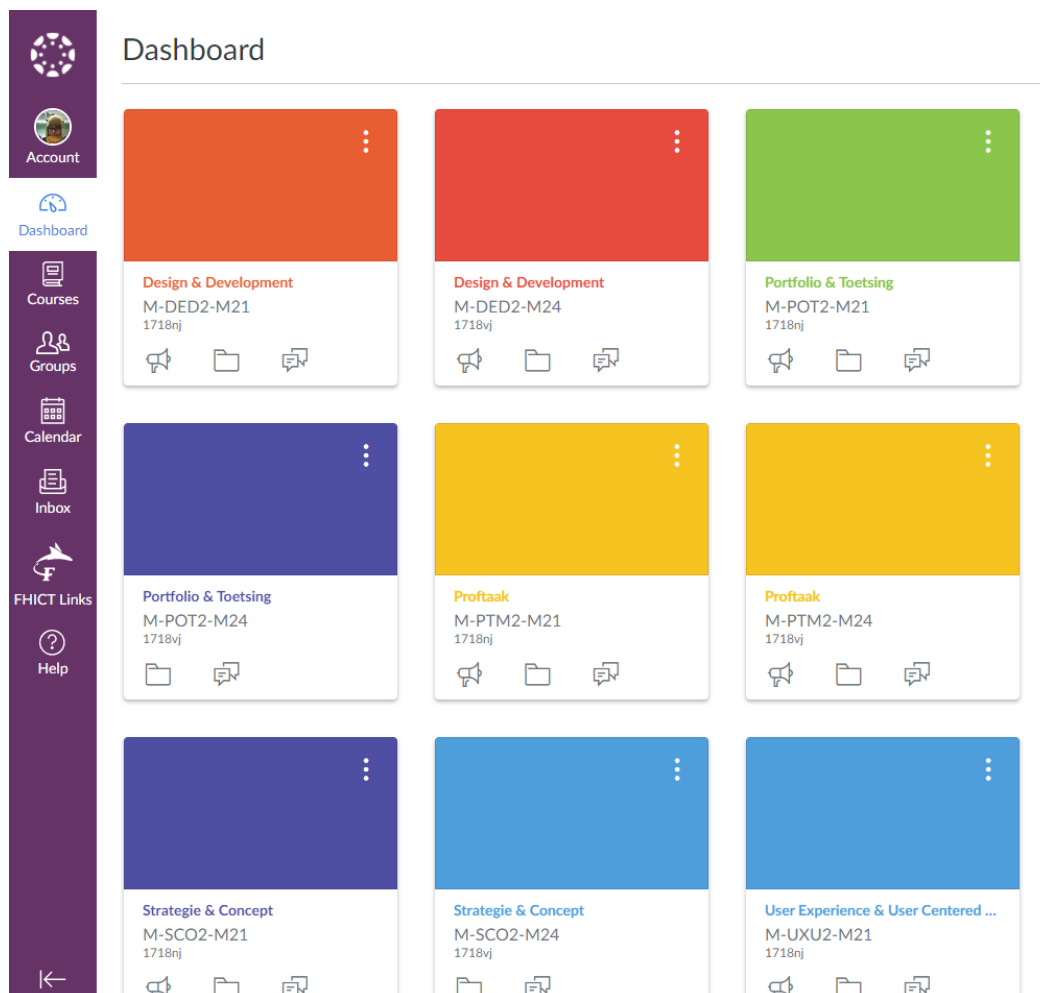 Dashboard
Account
Dashboard
Courses
Groups
Calendar
Inbox
F
FHICT Links
Help
Design & Development
M-DED2-M21
1718nj
Design & Development
M-DED2-M24
1718vj
Portfolio & Toetsing
M-POT2-M21
1718nj
Portfolio & Toetsing
M-POT2-M24
1718vj
Proftaak
M-PTM2-M21
1718nj
Proftaak
M-PTM2-M24
1718vj
Strategie & Concept
M-SCO2-M21
1718nj
Strategie & Concept
M-SCO2-M24
1718vj
User Experience & User Centered ...
M-UXU2-M21
1718nj